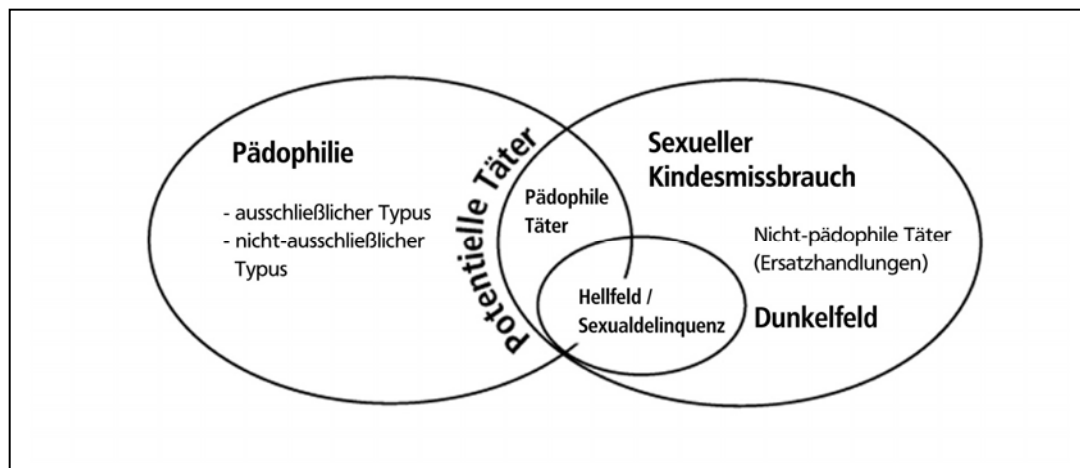 Pädophilie
- ausschließlicher Typus
- nicht-ausschließlicher
Typus
Potentielle Täter
Pädophile
Täter
Hellfeld /
Sexualdelinquenz
Sexueller
Kindesmissbrauch
Nicht-pädophile Täter
(Ersatzhandlungen)
Dunkelfeld